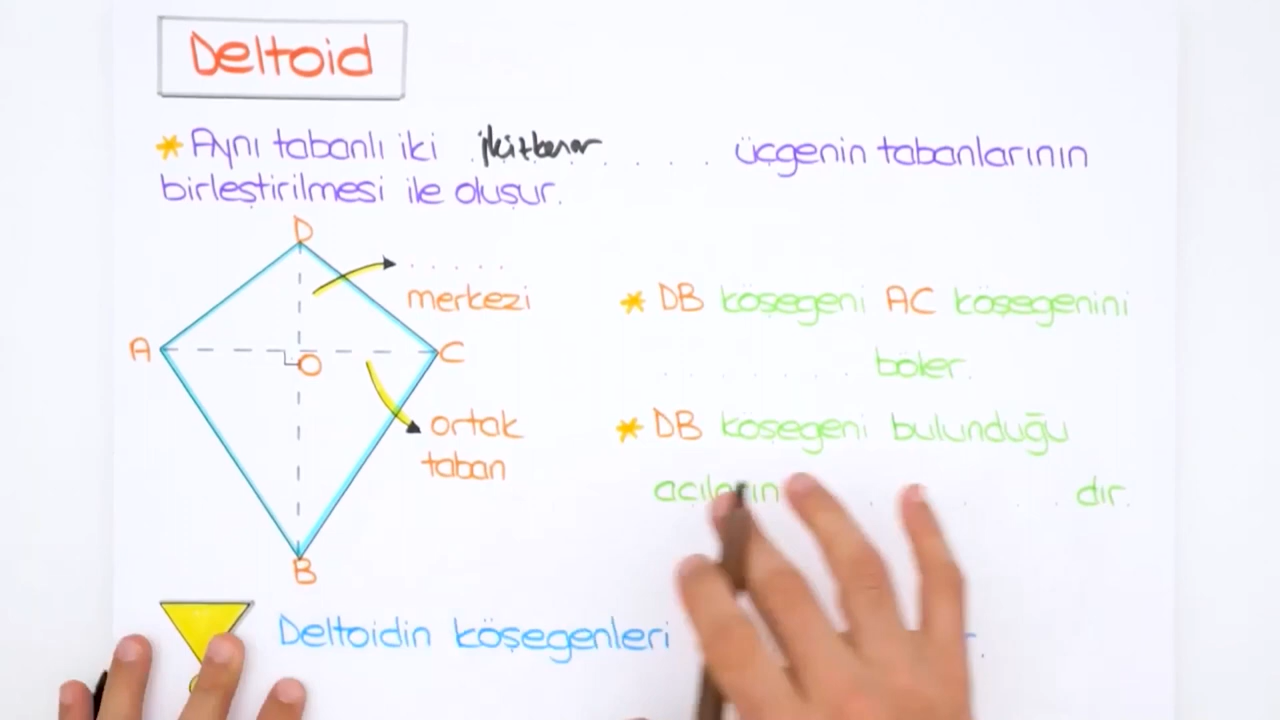 Deltoid
* Aynı tabanlı iki ikizkenar . . . . üçgenin tabanlarının
birleştirilmesi ile oluşur.
D
. . . . .
merkezi
A
C
O
ortak
taban
B
* DB köşegeni AC köşegenini
. . . . . . böler.
* DB köşegeni bulunduğu
açıların . . . . dır.
Deltoidin köşegenleri